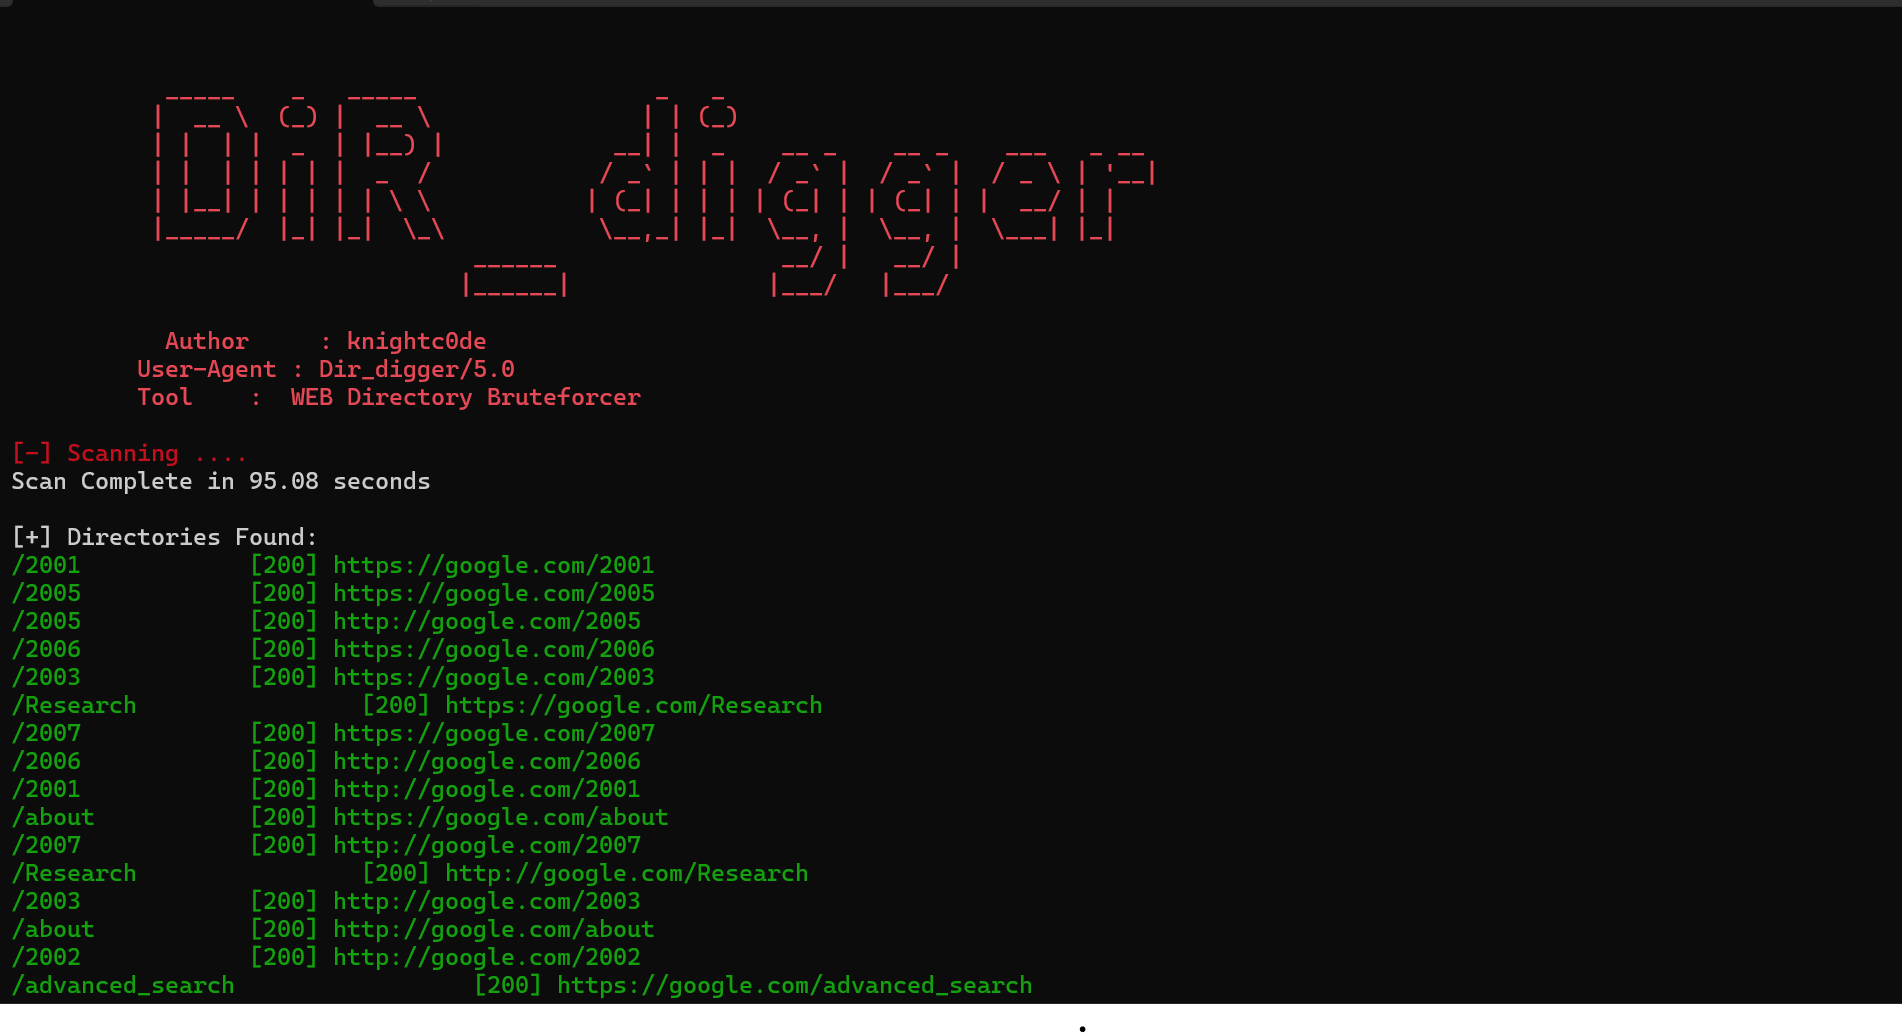 DiR_digger
Author : knightc0de
User-Agent : Dir_digger/5.0
Tool : WEB Directory Bruteforcer
[-] Scanning ....
Scan Complete in 95.08 seconds
[+] Directories Found:
/2001 [200] https://google.com/2001
/2005 [200] https://google.com/2005
/2005 [200] http://google.com/2005
/2006 [200] https://google.com/2006
/2003 [200] https://google.com/2003
/Research [200] https://google.com/Research
/2007 [200] https://google.com/2007
/2006 [200] http://google.com/2006
/2001 [200] http://google.com/2001
/about [200] https://google.com/about
/2007 [200] http://google.com/2007
/Research [200] http://google.com/Research
/2003 [200] http://google.com/2003
/about [200] http://google.com/about
/2002 [200] http://google.com/2002
/advanced_search [200] https://google.com/advanced_search